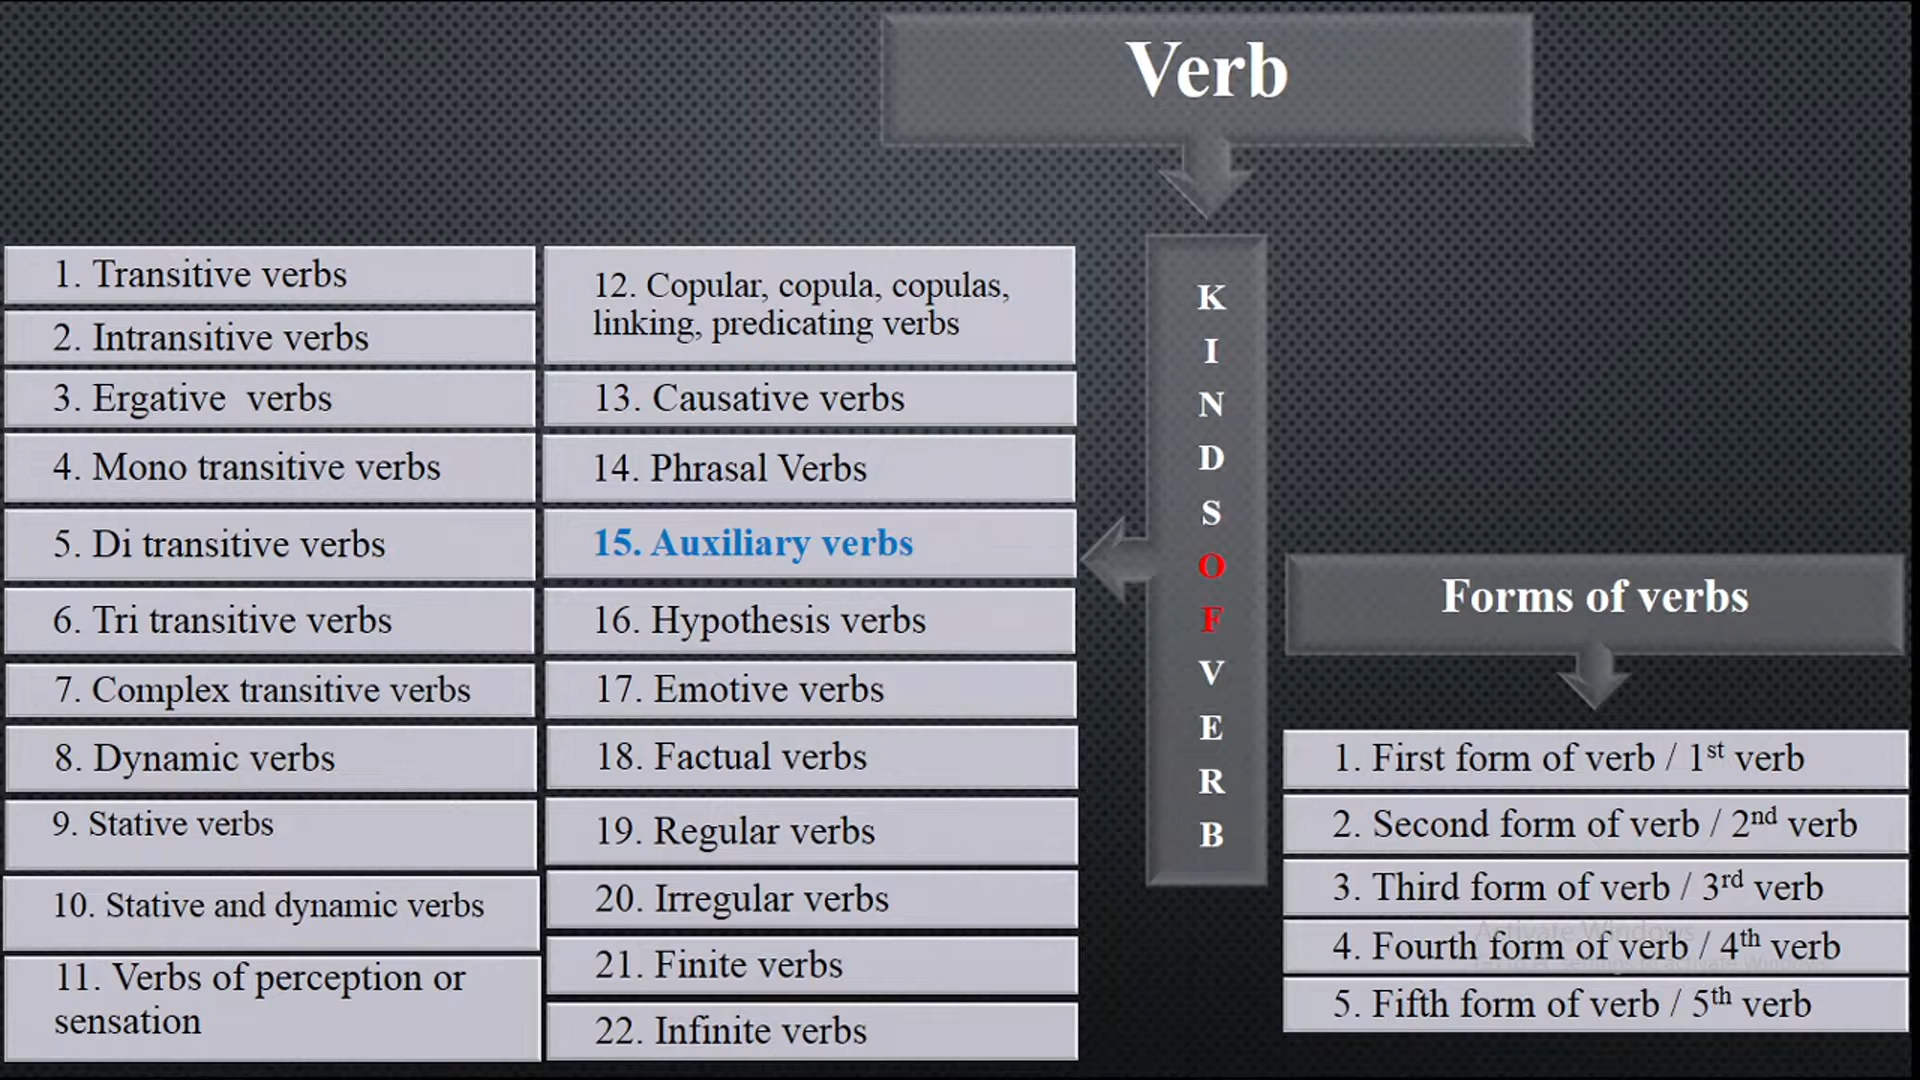 Verb
1. Transitive verbs
2. Intransitive verbs
3. Ergative verbs
4. Mono transitive verbs
5. Di transitive verbs
6. Tri transitive verbs
7. Complex transitive verbs
8. Dynamic verbs
9. Stative verbs
10. Stative and dynamic verbs
11. Verbs of perception or
sensation
12. Copular, copula, copulas,
linking, predicating verbs
13. Causative verbs
14. Phrasal Verbs
15. Auxiliary verbs
16. Hypothesis verbs
17. Emotive verbs
18. Factual verbs
19. Regular verbs
20. Irregular verbs
21. Finite verbs
22. Infinite verbs
K
I
N
D
S
O
F
V
E
R
B
Forms of verbs
1. First form of verb / 1st verb
2. Second form of verb / 2nd verb
3. Third form of verb / 3rd verb
Activate Windows
4. Fourth form of verb / 4th verb
settings to activate Windows
5. Fifth form of verb / 5th verb